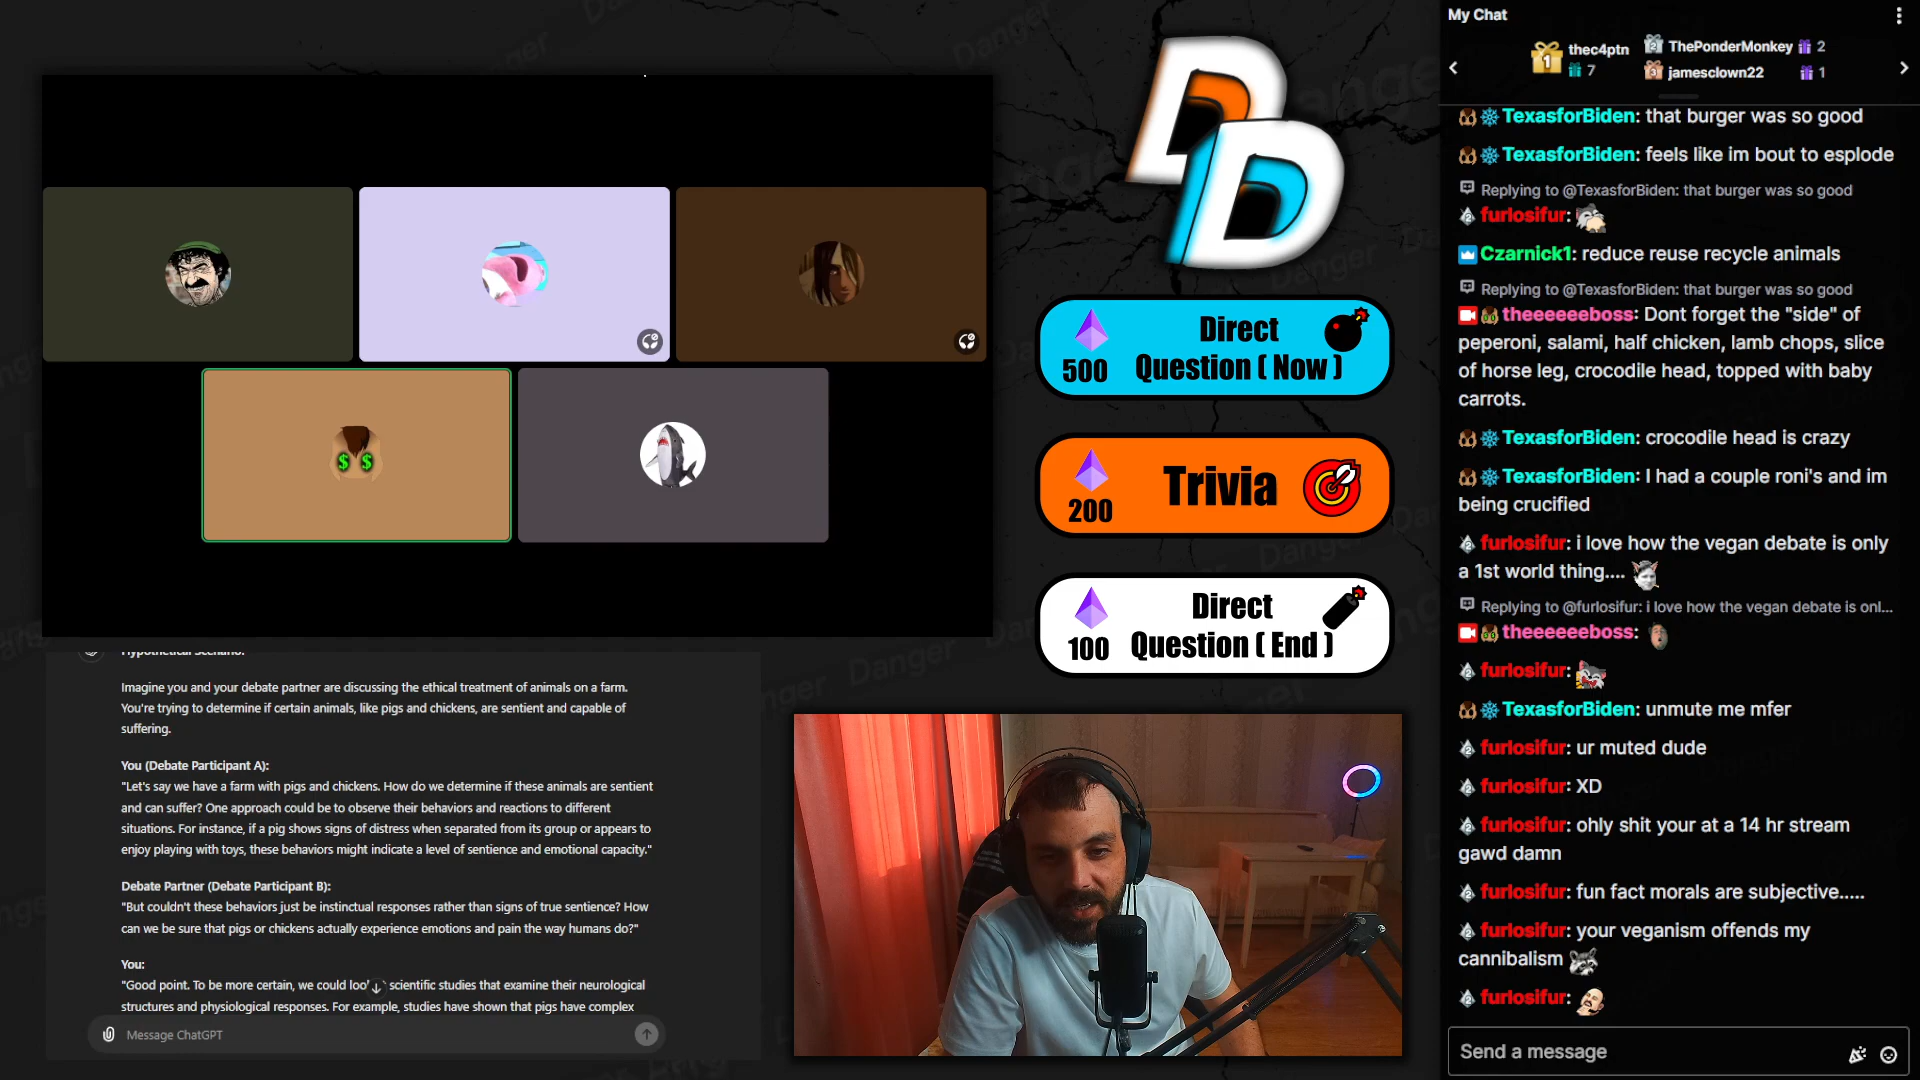 My Chat
thec4ptn
7
ThePonderMonkey 2
jamesclown22 1
TexasforBiden: that burger was so good
TexasforBiden: feels like im bout to esplode
Replying to @TexasforBiden: that burger was so good
furlosifur:
Czarnick1: reduce reuse recycle animals
Replying to @TexasforBiden: that burger was so good
theeeeeeboss: Dont forget the "side" of
peperoni, salami, half chicken, lamb chops, slice
of horse leg, crocodile head, topped with baby
carrots.
TexasforBiden: crocodile head is crazy
TexasforBiden: I had a couple roni's and im
being crucified
furlosifur: i love how the vegan debate is only
a 1st world thing....
Replying to @furlosifur: i love how the vegan debate is onl...
theeeeeeboss:
furlosifur:
TexasforBiden: unmute me mfer
furlosifur: ur muted dude
furlosifur: XD
furlosifur: ohly shit your at a 14 hr stream
gawd damn
furlosifur: fun fact morals are subjective.....
furlosifur: your veganism offends my
cannibalism
furlosifur:
Send a message
DD
500
Direct
Question ( Now )
200
Trivia
100
Direct
Question ( End )
Hypothetical Scenario:
Imagine you and your debate partner are discussing the ethical treatment of animals on a farm.
You're trying to determine if certain animals, like pigs and chickens, are sentient and capable of
suffering.
You (Debate Participant A):
"Let's say we have a farm with pigs and chickens. How do we determine if these animals are sentient
and can suffer? One approach could be to observe their behaviors and reactions to different
situations. For instance, if a pig shows signs of distress when separated from its group or appears to
enjoy playing with toys, these behaviors might indicate a level of sentience and emotional capacity."
Debate Partner (Debate Participant B):
"But couldn't these behaviors just be instinctual responses rather than signs of true sentience? How
can we be sure that pigs or chickens actually experience emotions and pain the way humans do?"
You:
"Good point. To be more certain, we could scientific studies that examine their neurological
structures and physiological responses. For example, studies have shown that pigs have complex
Message ChatGPT